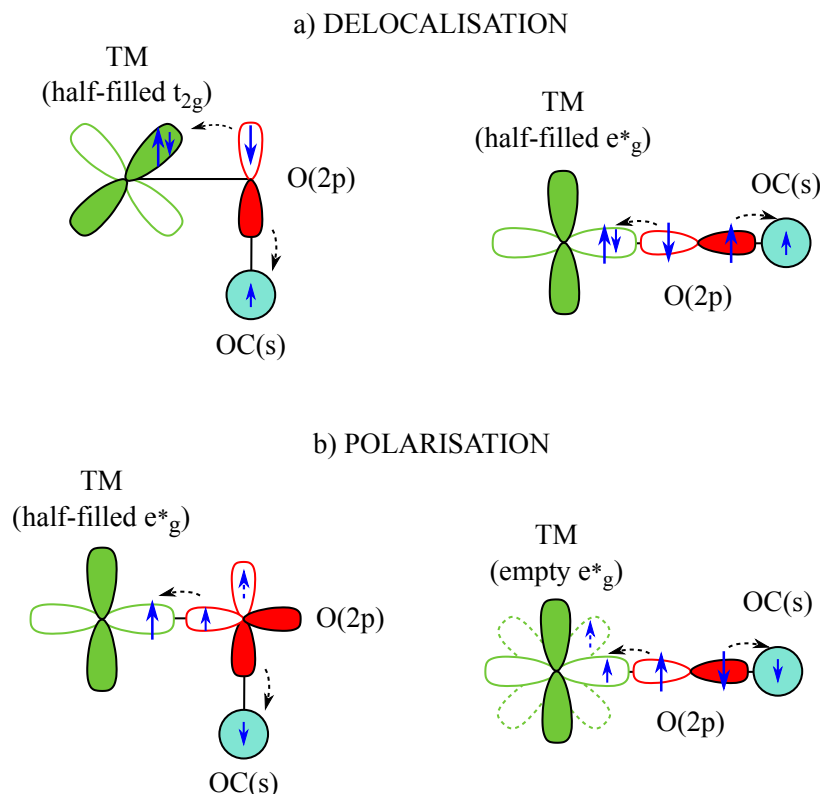 a) DELOCALISATION
TM
(half-filled t2g)
O(2p)
OC(s)
TM
(half-filled e*g)
OC(s)
O(2p)
b) POLARISATION
TM
(half-filled e*g)
O(2p)
OC(s)
TM
(empty e*g)
OC(s)
O(2p)